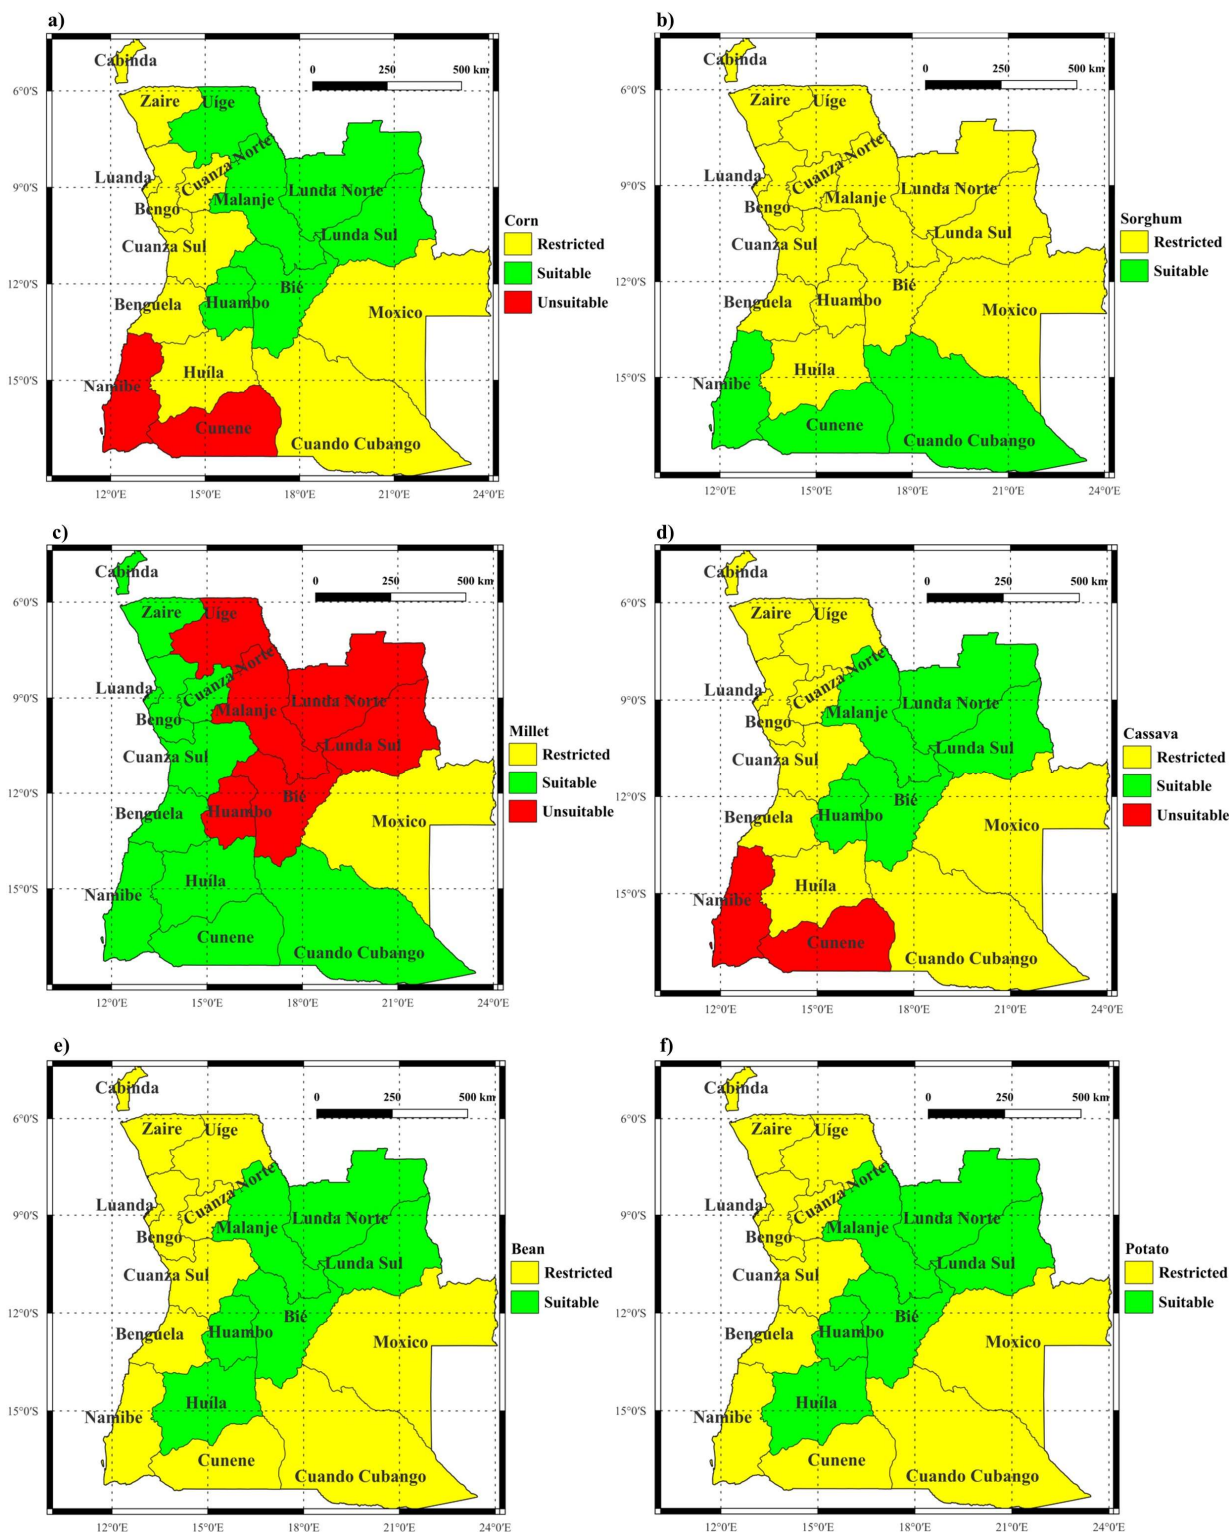 a)
Cabinda
0 250 500 km
6°0'S
Zaire
Uíge
Cuanza Norte
Luanda
9°0'S
Malanje
Lunda Norte
Bengo
Cuanza Sul
Lunda Sul
Corn
Restricted
Suitable
Unsuitable
12°0'S
Benguela
Huambo
Bié
Moxico
Huíla
15°0'S
Namibe
Cunene
Cuando Cubango
12°0'E 15°0'E 18°0'E 21°0'E 24°0'E
b)
Cabinda
0 250 500 km
6°0'S
Zaire
Uíge
Cuanza Norte
Luanda
9°0'S
Malanje
Lunda Norte
Bengo
Cuanza Sul
Lunda Sul
Sorghum
Restricted
Suitable
12°0'S
Benguela
Huambo
Bié
Moxico
Huíla
15°0'S
Namibe
Cunene
Cuando Cubango
12°0'E 15°0'E 18°0'E 21°0'E 24°0'E
c)
Cabinda
0 250 500 km
6°0'S
Zaire
Uíge
Cuanza Norte
Luanda
9°0'S
Malanje
Lunda Norte
Bengo
Cuanza Sul
Lunda Sul
Millet
Restricted
Suitable
Unsuitable
12°0'S
Benguela
Huambo
Bié
Moxico
Huíla
15°0'S
Namibe
Cunene
Cuando Cubango
12°0'E 15°0'E 18°0'E 21°0'E 24°0'E
d)
Cabinda
0 250 500 km
6°0'S
Zaire
Uíge
Cuanza Norte
Luanda
9°0'S
Malanje
Lunda Norte
Bengo
Cuanza Sul
Lunda Sul
Cassava
Restricted
Suitable
Unsuitable
12°0'S
Benguela
Huambo
Bié
Moxico
Huíla
15°0'S
Namibe
Cunene
Cuando Cubango
12°0'E 15°0'E 18°0'E 21°0'E 24°0'E
e)
Cabinda
0 250 500 km
6°0'S
Zaire
Uíge
Cuanza Norte
Luanda
9°0'S
Malanje
Lunda Norte
Bengo
Cuanza Sul
Lunda Sul
Bean
Restricted
Suitable
12°0'S
Benguela
Huambo
Bié
Moxico
Huíla
15°0'S
Namibe
Cunene
Cuando Cubango
12°0'E 15°0'E 18°0'E 21°0'E 24°0'E
f)
Cabinda
0 250 500 km
6°0'S
Zaire
Uíge
Cuanza Norte
Luanda
9°0'S
Malanje
Lunda Norte
Bengo
Cuanza Sul
Lunda Sul
Potato
Restricted
Suitable
12°0'S
Benguela
Huambo
Bié
Moxico
Huíla
15°0'S
Namibe
Cunene
Cuando Cubango
12°0'E 15°0'E 18°0'E 21°0'E 24°0'E